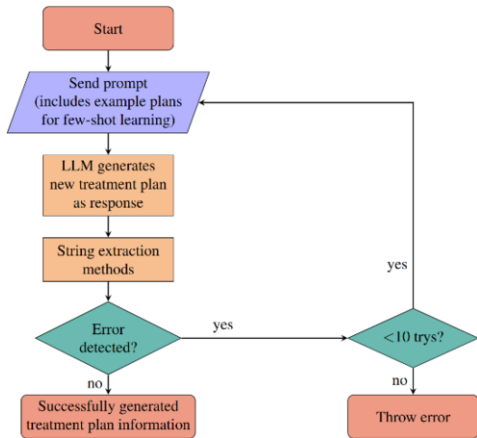 Start
Send prompt
(includes example plans
for few-shot learning)
LLM generates
new treatment plan
as response
String extraction
methods
yes
Error
detected?
yes
<10 trys?
no
no
Successfully generated
treatment plan information
Throw error